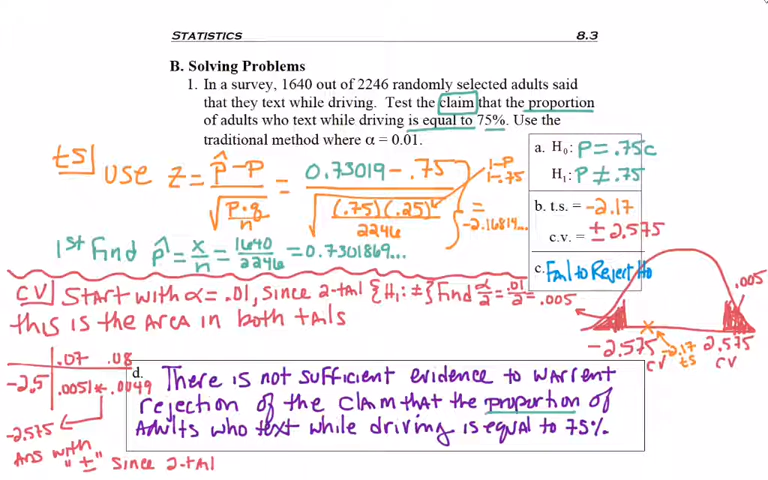 STATISTICS 8.3
B. Solving Problems
1. In a survey, 1640 out of 2246 randomly selected adults said
that they text while driving. Test the claim that the proportion
of adults who text while driving is equal to 75%. Use the
traditional method where α = 0.01.
a. H₀: P = .75 C
H₁: P ≠ .75
b. t.s. = -2.17
c.v. = ± 2.575
c. Fail to Reject H₀
ts] USE Z = p̂ - P / √(P·q/n) = 0.73019 - .75 / √((.75)(.25)/2246) = -2.16814...
1-P
1-.75
1st Find p̂ = x/n = 1640/2246 = 0.7301869...
CV] Start with α = .01, since 2-tail {H₁: ≠} Find α/2 = .01/2 = .005
this is the Area in both tails
.005
-2.575 CV -2.17 ts 2.575 CV
.07 .08
-2.5 .0051 .0049
-2.575
Ans with
"±" since 2-tail
d. There is not sufficient evidence to warrent
rejection of the claim that the proportion of
Adults who text while driving is equal to 75%.